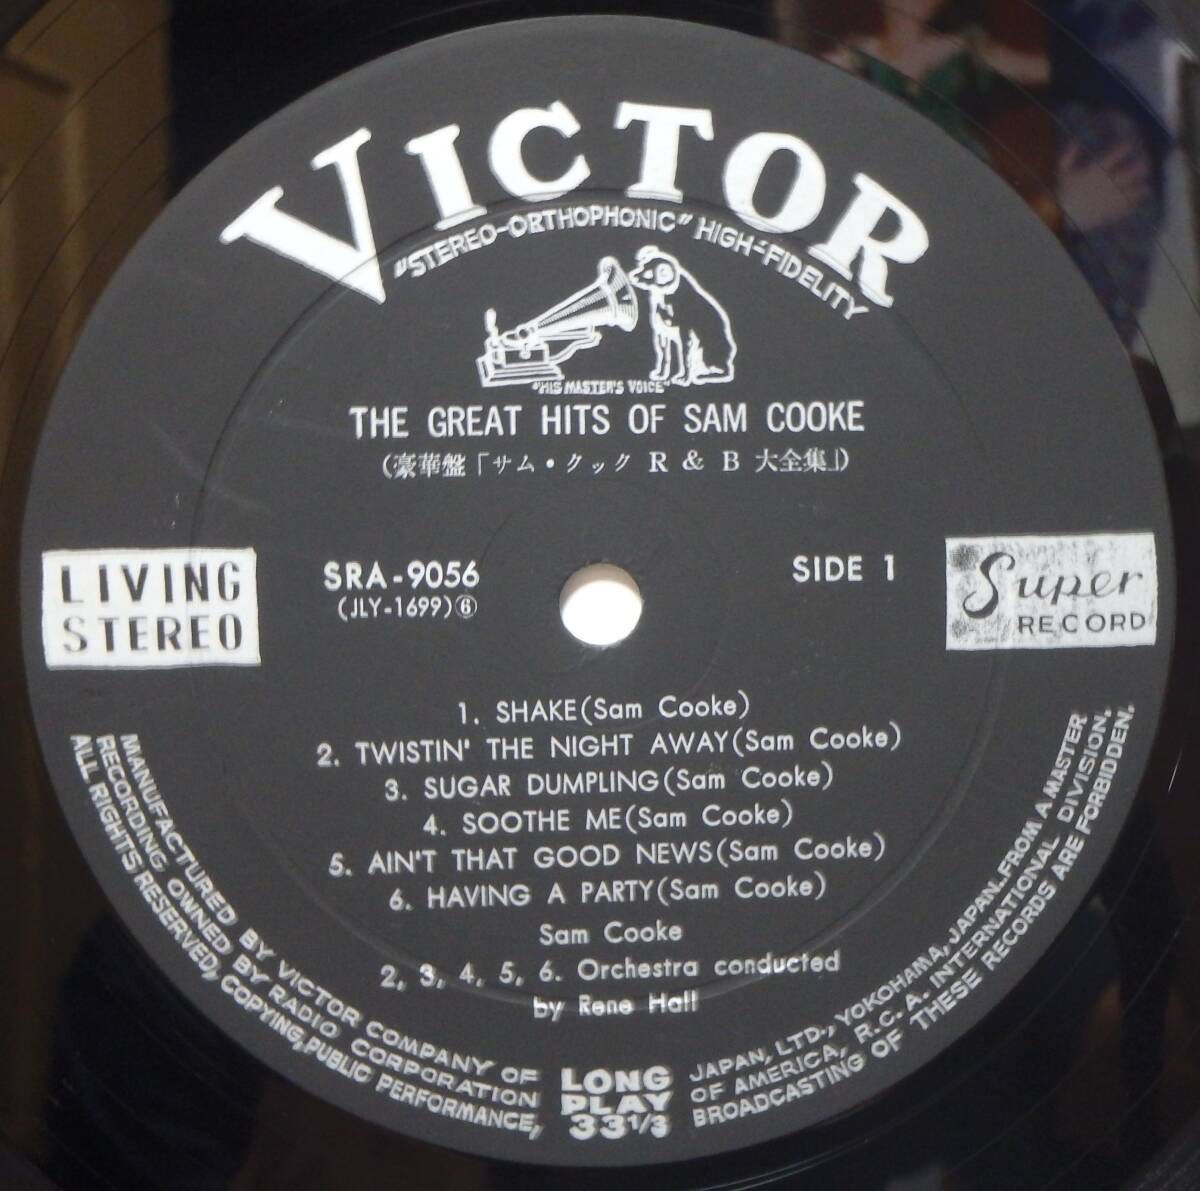 VICTOR
"STEREO-ORTHOPHONIC" HIGH-FIDELITY
"HIS MASTER'S VOICE"
THE GREAT HITS OF SAM COOKE
(豪華盤「サム・クック R & B 大全集」)
LIVING STEREO
SRA-9056
(JLY-1699)⑥
SIDE 1
Super RECORD
1. SHAKE(Sam Cooke)
2. TWISTIN' THE NIGHT AWAY(Sam Cooke)
3. SUGAR DUMPLING(Sam Cooke)
4. SOOTHE ME(Sam Cooke)
5. AIN'T THAT GOOD NEWS(Sam Cooke)
6. HAVING A PARTY(Sam Cooke)
Sam Cooke
2, 3, 4, 5, 6. Orchestra conducted
by Rene Hall
MANUFACTURED BY VICTOR COMPANY OF JAPAN, LTD., YOKOHAMA, JAPAN..FROM A MASTER
RECORDING OWNED BY RADIO CORPORATION OF AMERICA, R.C.A. INTERNATIONAL DIVISION.
ALL RIGHTS RESERVED, COPYING, PUBLIC PERFORMANCE, BROADCASTING OF THESE RECORDS ARE FORBIDDEN.
LONG
PLAY
33 1/3